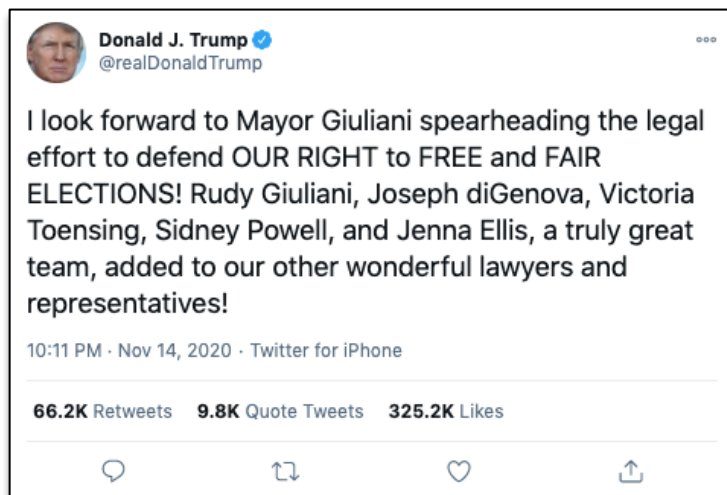 Donald J. Trump
@realDonaldTrump
I look forward to Mayor Giuliani spearheading the legal
effort to defend OUR RIGHT to FREE and FAIR
ELECTIONS! Rudy Giuliani, Joseph diGenova, Victoria
Toensing, Sidney Powell, and Jenna Ellis, a truly great
team, added to our other wonderful lawyers and
representatives!
10:11 PM · Nov 14, 2020 · Twitter for iPhone
66.2K Retweets 9.8K Quote Tweets 325.2K Likes